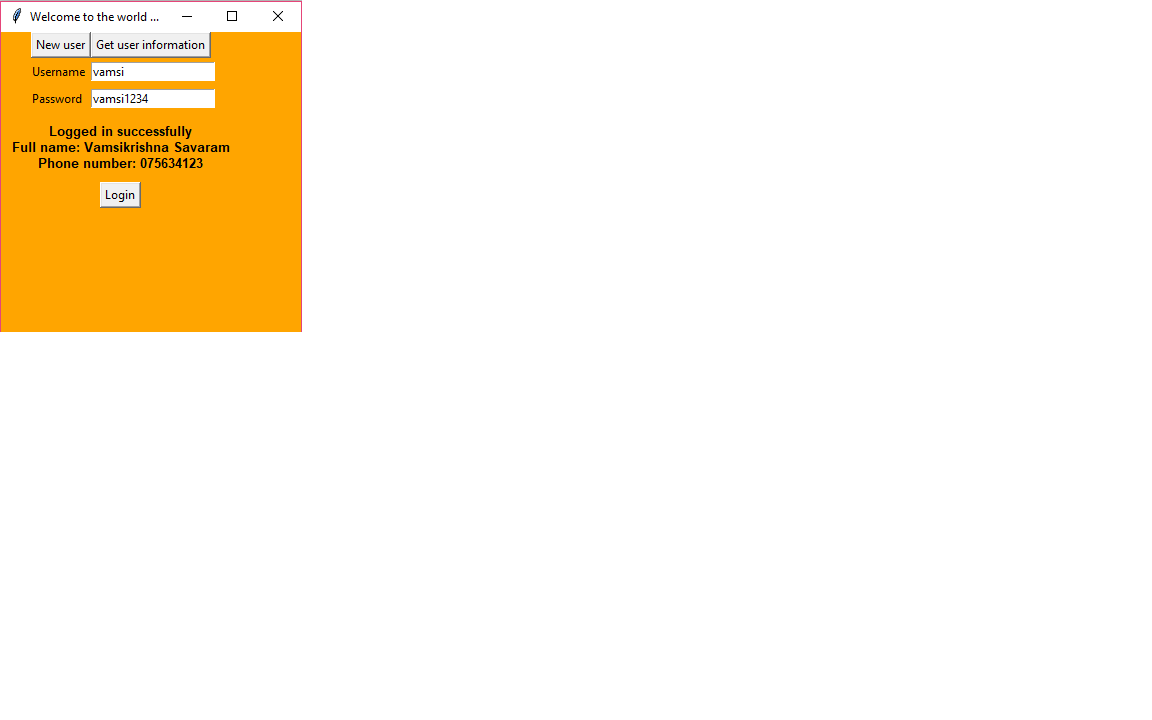 Welcome to the world ...
New user Get user information
Username vamsi
Password vamsi1234
Logged in successfully
Full name: Vamsikrishna Savaram
Phone number: 075634123
Login